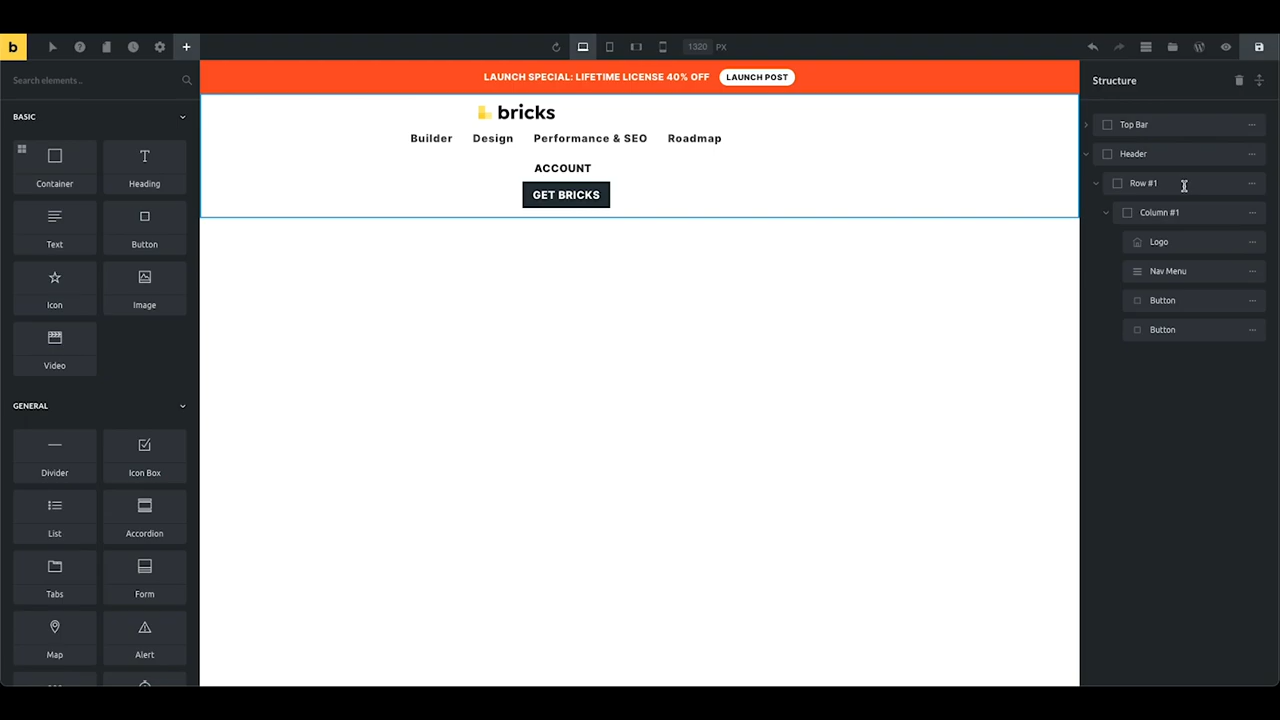 b
1320 PX
Search elements..
BASIC
Container
Heading
Text
Button
Icon
Image
Video
GENERAL
Divider
Icon Box
List
Accordion
Tabs
Form
Map
Alert
LAUNCH SPECIAL: LIFETIME LICENSE 40% OFF LAUNCH POST
bricks
Builder Design Performance & SEO Roadmap
ACCOUNT
GET BRICKS
Structure
Top Bar
Header
Row #1
Column #1
Logo
Nav Menu
Button
Button